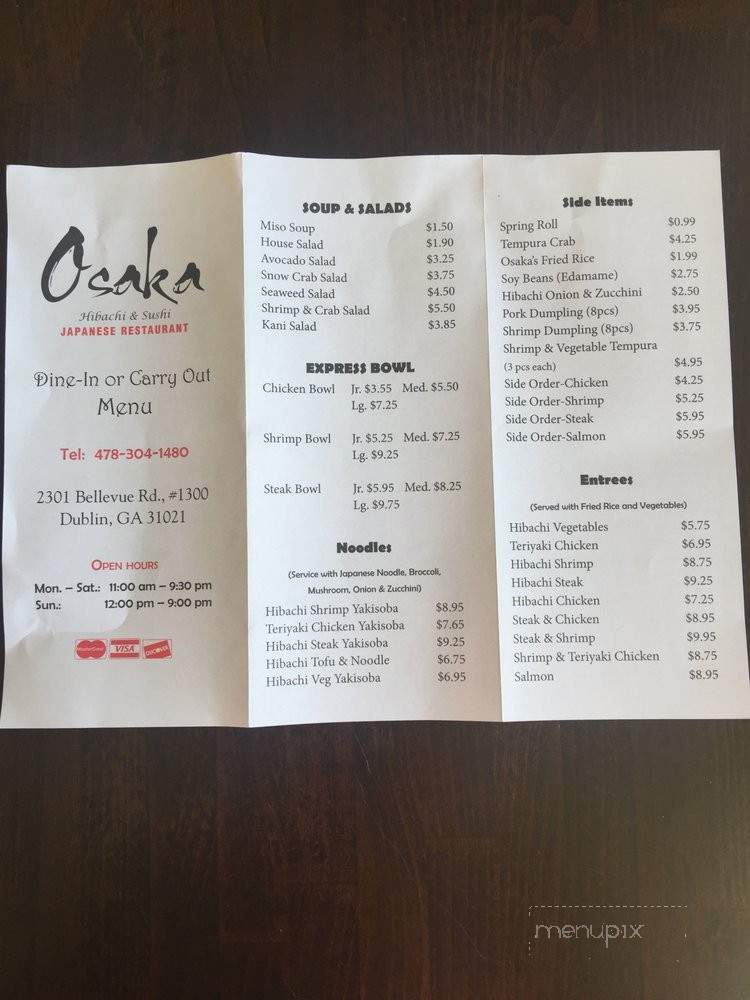 Osaka
Hibachi & Sushi
JAPANESE RESTAURANT
Dine-In or Carry Out
Menu
Tel: 478-304-1480
2301 Bellevue Rd., #1300
Dublin, GA 31021
OPEN HOURS
Mon. – Sat.: 11:00 am – 9:30 pm
Sun.: 12:00 pm – 9:00 pm
MasterCard VISA DISCOVER
SOUP & SALADS
Miso Soup $1.50
House Salad $1.90
Avocado Salad $3.25
Snow Crab Salad $3.75
Seaweed Salad $4.50
Shrimp & Crab Salad $5.50
Kani Salad $3.85
EXPRESS BOWL
Chicken Bowl Jr. $3.55 Med. $5.50
Lg. $7.25
Shrimp Bowl Jr. $5.25 Med. $7.25
Lg. $9.25
Steak Bowl Jr. $5.95 Med. $8.25
Lg. $9.75
Noodles
(Service with Japanese Noodle, Broccoli,
Mushroom, Onion & Zucchini)
Hibachi Shrimp Yakisoba $8.95
Teriyaki Chicken Yakisoba $7.65
Hibachi Steak Yakisoba $9.25
Hibachi Tofu & Noodle $6.75
Hibachi Veg Yakisoba $6.95
Side Items
Spring Roll $0.99
Tempura Crab $4.25
Osaka's Fried Rice $1.99
Soy Beans (Edamame) $2.75
Hibachi Onion & Zucchini $2.50
Pork Dumpling (8pcs) $3.95
Shrimp Dumpling (8pcs) $3.75
Shrimp & Vegetable Tempura
(3 pcs each) $4.95
Side Order-Chicken $4.25
Side Order-Shrimp $5.25
Side Order-Steak $5.95
Side Order-Salmon $5.95
Entrees
(Served with Fried Rice and Vegetables)
Hibachi Vegetables $5.75
Teriyaki Chicken $6.95
Hibachi Shrimp $8.75
Hibachi Steak $9.25
Hibachi Chicken $7.25
Steak & Chicken $8.95
Steak & Shrimp $9.95
Shrimp & Teriyaki Chicken $8.75
Salmon $8.95
menupix